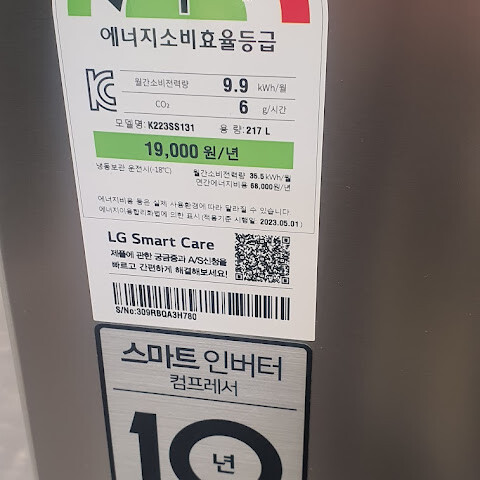 에너지소비효율등급
월간소비전력량 9.9 kWh/월
CO₂ 6 g/시간
모델명: K223SS131 용 량: 217 L
19,000 원/년
냉동보관 운전시(-18℃) 월간소비전력량 35.5 kWh/월
연간에너지비용 68,000원/년
에너지비용 등은 실제 사용환경에 따라 달라질 수 있습니다.
에너지이용합리화법에 의한 표시 (적용기준 시행일: 2023.05.01)
LG Smart Care
제품에 관한 궁금증과 A/S신청을
빠르고 간편하게 해결해보세요!
S/No:309RBQA3H780
스마트 인버터
컴프레서
10년